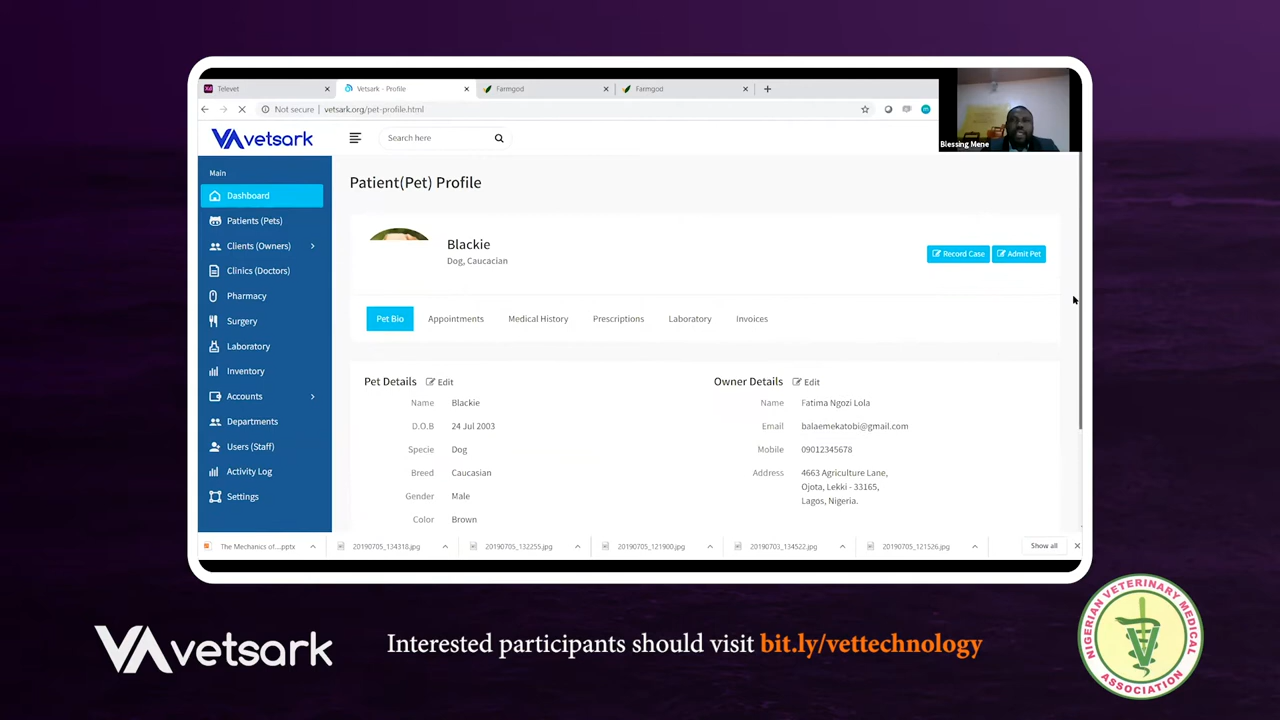 Televet
Vetsark - Profile
Farmgod
Farmgod
Not secure | vetsark.org/pet-profile.html
vetsark
Search here
Blessing Mene
Main
Dashboard
Patients (Pets)
Clients (Owners)
Clinics (Doctors)
Pharmacy
Surgery
Laboratory
Inventory
Accounts
Departments
Users (Staff)
Activity Log
Settings
Patient(Pet) Profile
Blackie
Dog, Caucacian
Record Case
Admit Pet
Pet Bio
Appointments
Medical History
Prescriptions
Laboratory
Invoices
Pet Details Edit
Name Blackie
D.O.B 24 Jul 2003
Specie Dog
Breed Caucasian
Gender Male
Color Brown
Owner Details Edit
Name Fatima Ngozi Lola
Email balaemekatobi@gmail.com
Mobile 09012345678
Address 4663 Agriculture Lane,
Ojota, Lekki - 33165,
Lagos, Nigeria.
The Mechanics of....pptx
20190705_134318.jpg
20190705_132255.jpg
20190705_121900.jpg
20190703_134522.jpg
20190705_121526.jpg
Show all
vetsark
Interested participants should visit bit.ly/vettechnology
NIGERIAN VETERINARY MEDICAL
ASSOCIATION